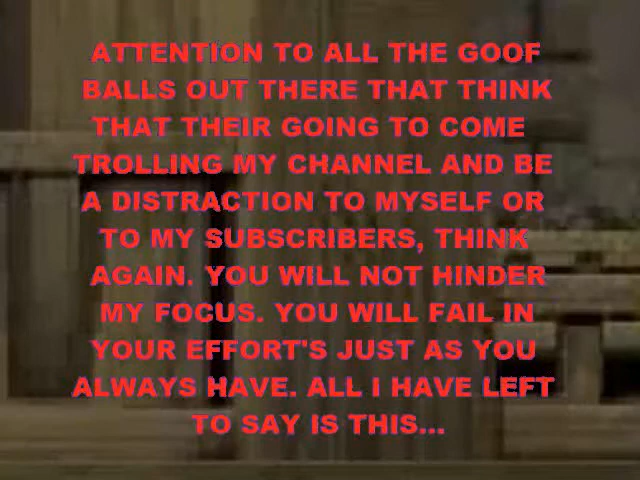 ATTENTION TO ALL THE GOOF
BALLS OUT THERE THAT THINK
THAT THEIR GOING TO COME
TROLLING MY CHANNEL AND BE
A DISTRACTION TO MYSELF OR
TO MY SUBSCRIBERS, THINK
AGAIN. YOU WILL NOT HINDER
MY FOCUS. YOU WILL FAIL IN
YOUR EFFORT'S JUST AS YOU
ALWAYS HAVE. ALL I HAVE LEFT
TO SAY IS THIS...